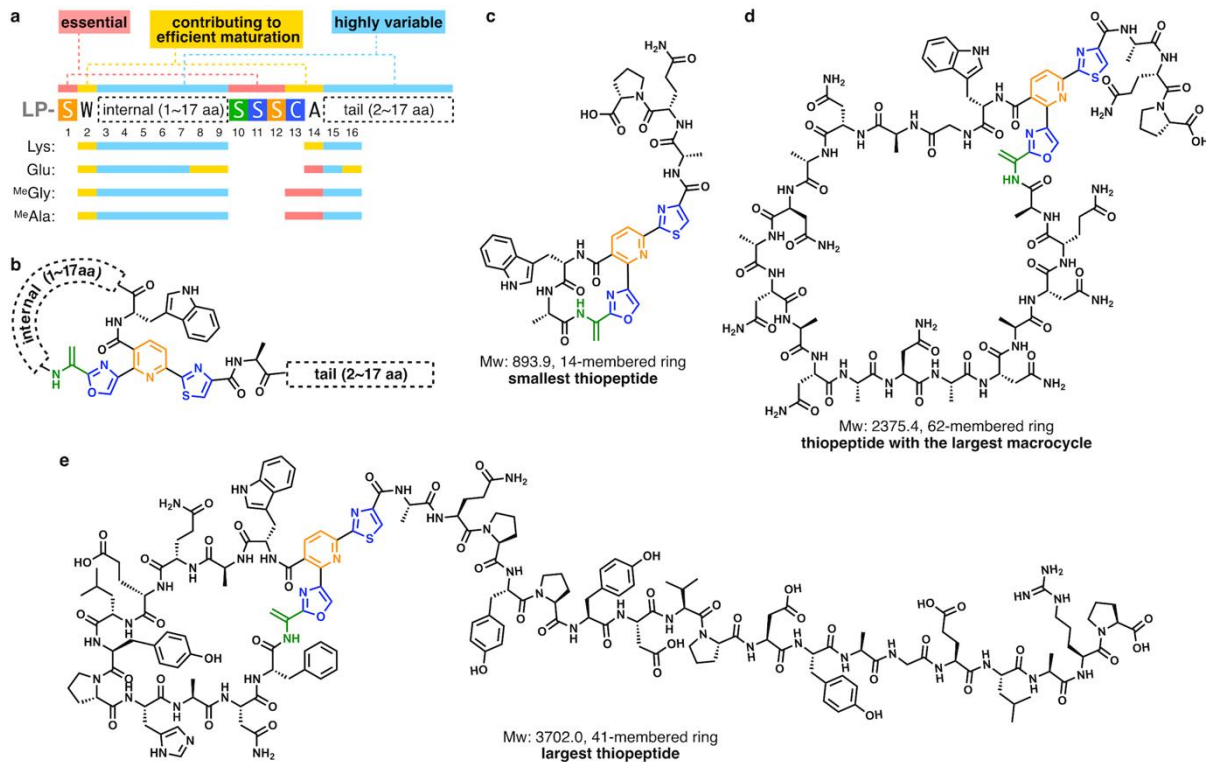 a
essential
contributing to
efficient maturation
highly variable
LP- S W internal (1~17 aa) S S S C A tail (2~17 aa)
1 2 3 4 5 6 7 8 9 10 11 12 13 14 15 16
Lys:
Glu:
MeGly:
MeAla:
b
internal (1~17aa)
tail (2~17 aa)
c
Mw: 893.9, 14-membered ring
smallest thiopeptide
d
Mw: 2375.4, 62-membered ring
thiopeptide with the largest macrocycle
e
Mw: 3702.0, 41-membered ring
largest thiopeptide